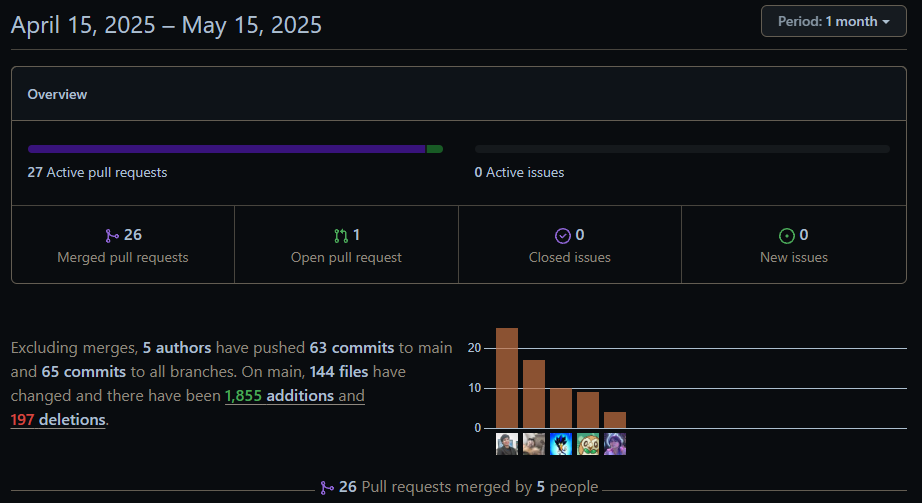 April 15, 2025 – May 15, 2025
Period: 1 month
Overview
27 Active pull requests
0 Active issues
26
Merged pull requests
1
Open pull request
0
Closed issues
0
New issues
Excluding merges, 5 authors have pushed 63 commits to main
and 65 commits to all branches. On main, 144 files have
changed and there have been 1,855 additions and
197 deletions.
20
10
0
26 Pull requests merged by 5 people